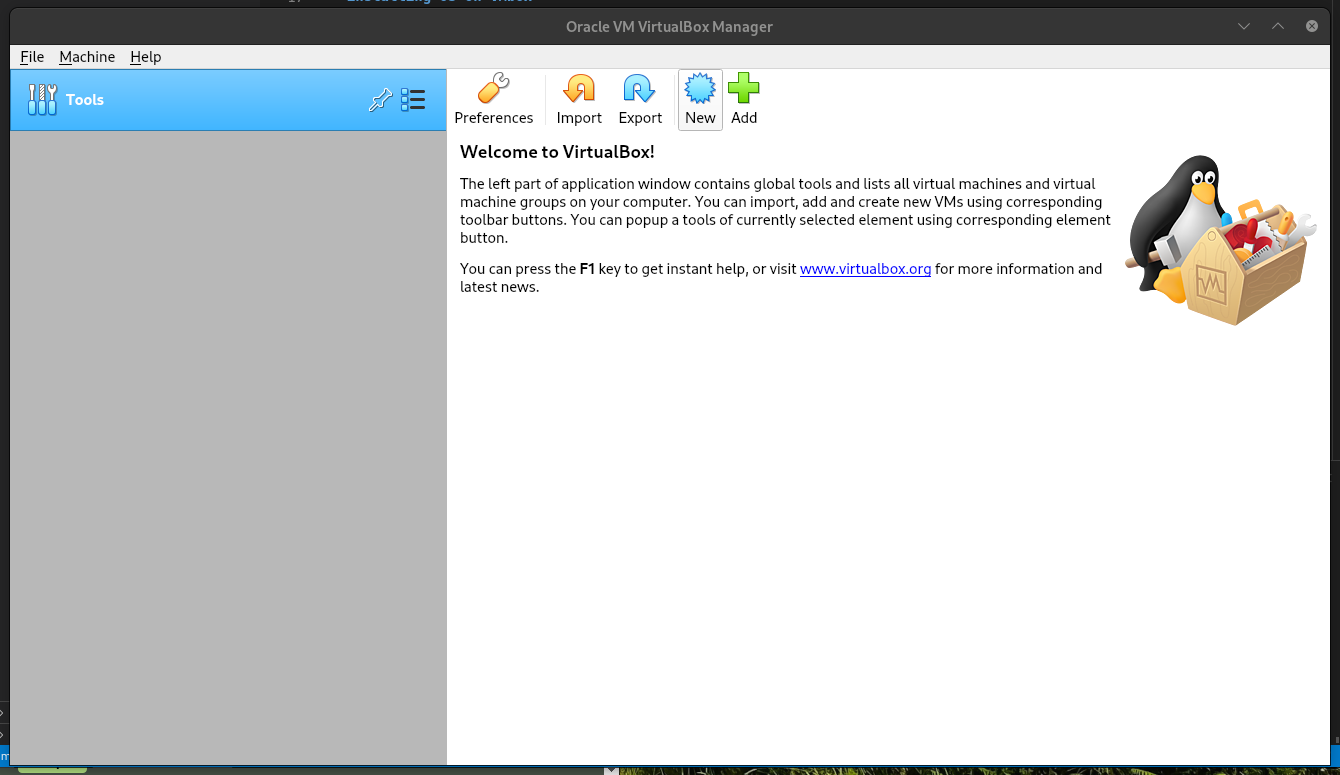 Oracle VM VirtualBox Manager
File Machine Help
Tools
Preferences Import Export New Add
Welcome to VirtualBox!
The left part of application window contains global tools and lists all virtual machines and virtual
machine groups on your computer. You can import, add and create new VMs using corresponding
toolbar buttons. You can popup a tools of currently selected element using corresponding element
button.
You can press the F1 key to get instant help, or visit www.virtualbox.org for more information and
latest news.